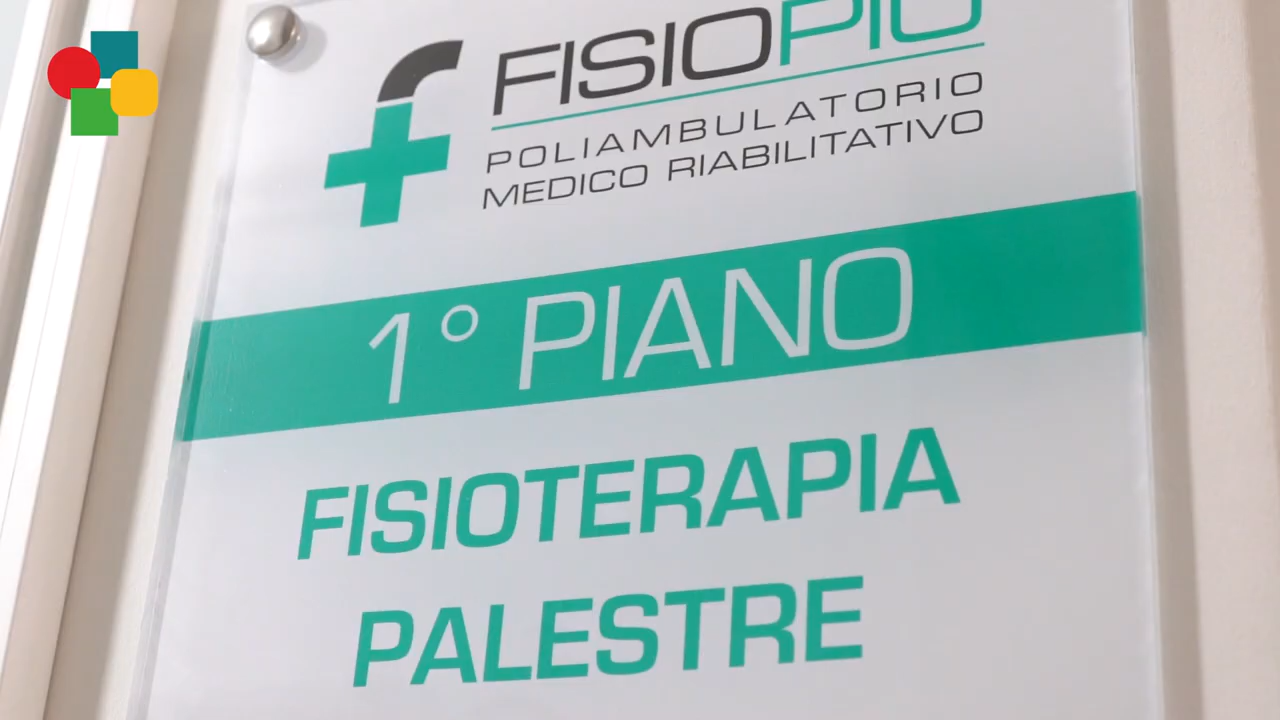 FISIOPIÙ
POLIAMBULATORIO
MEDICO RIABILITATIVO
1° PIANO
FISIOTERAPIA
PALESTRE